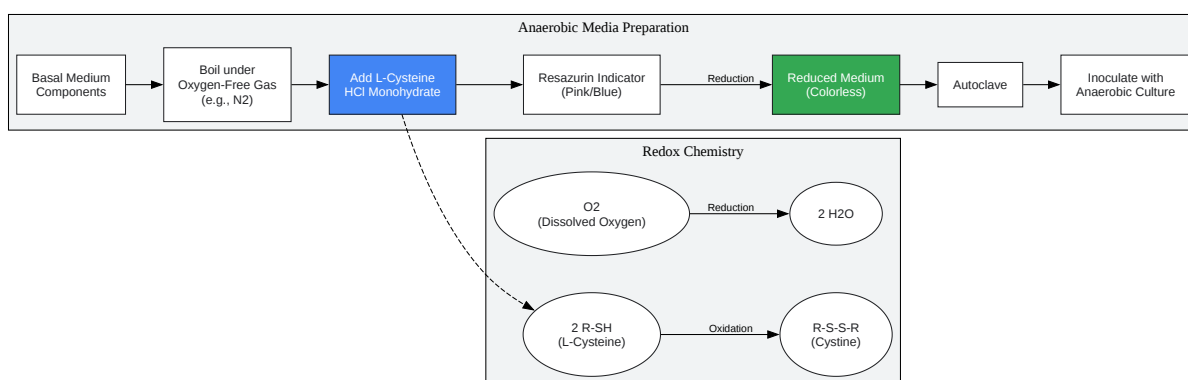 Anaerobic Media Preparation
Basal Medium
Components
Boil under
Oxygen-Free Gas
(e.g., N2)
Add L-Cysteine
HCl Monohydrate
Resazurin Indicator
(Pink/Blue)
Reduction
Reduced Medium
(Colorless)
Autoclave
Inoculate with
Anaerobic Culture
Redox Chemistry
O2
(Dissolved Oxygen)
Reduction
2 H2O
2 R-SH
(L-Cysteine)
Oxidation
R-S-S-R
(Cystine)